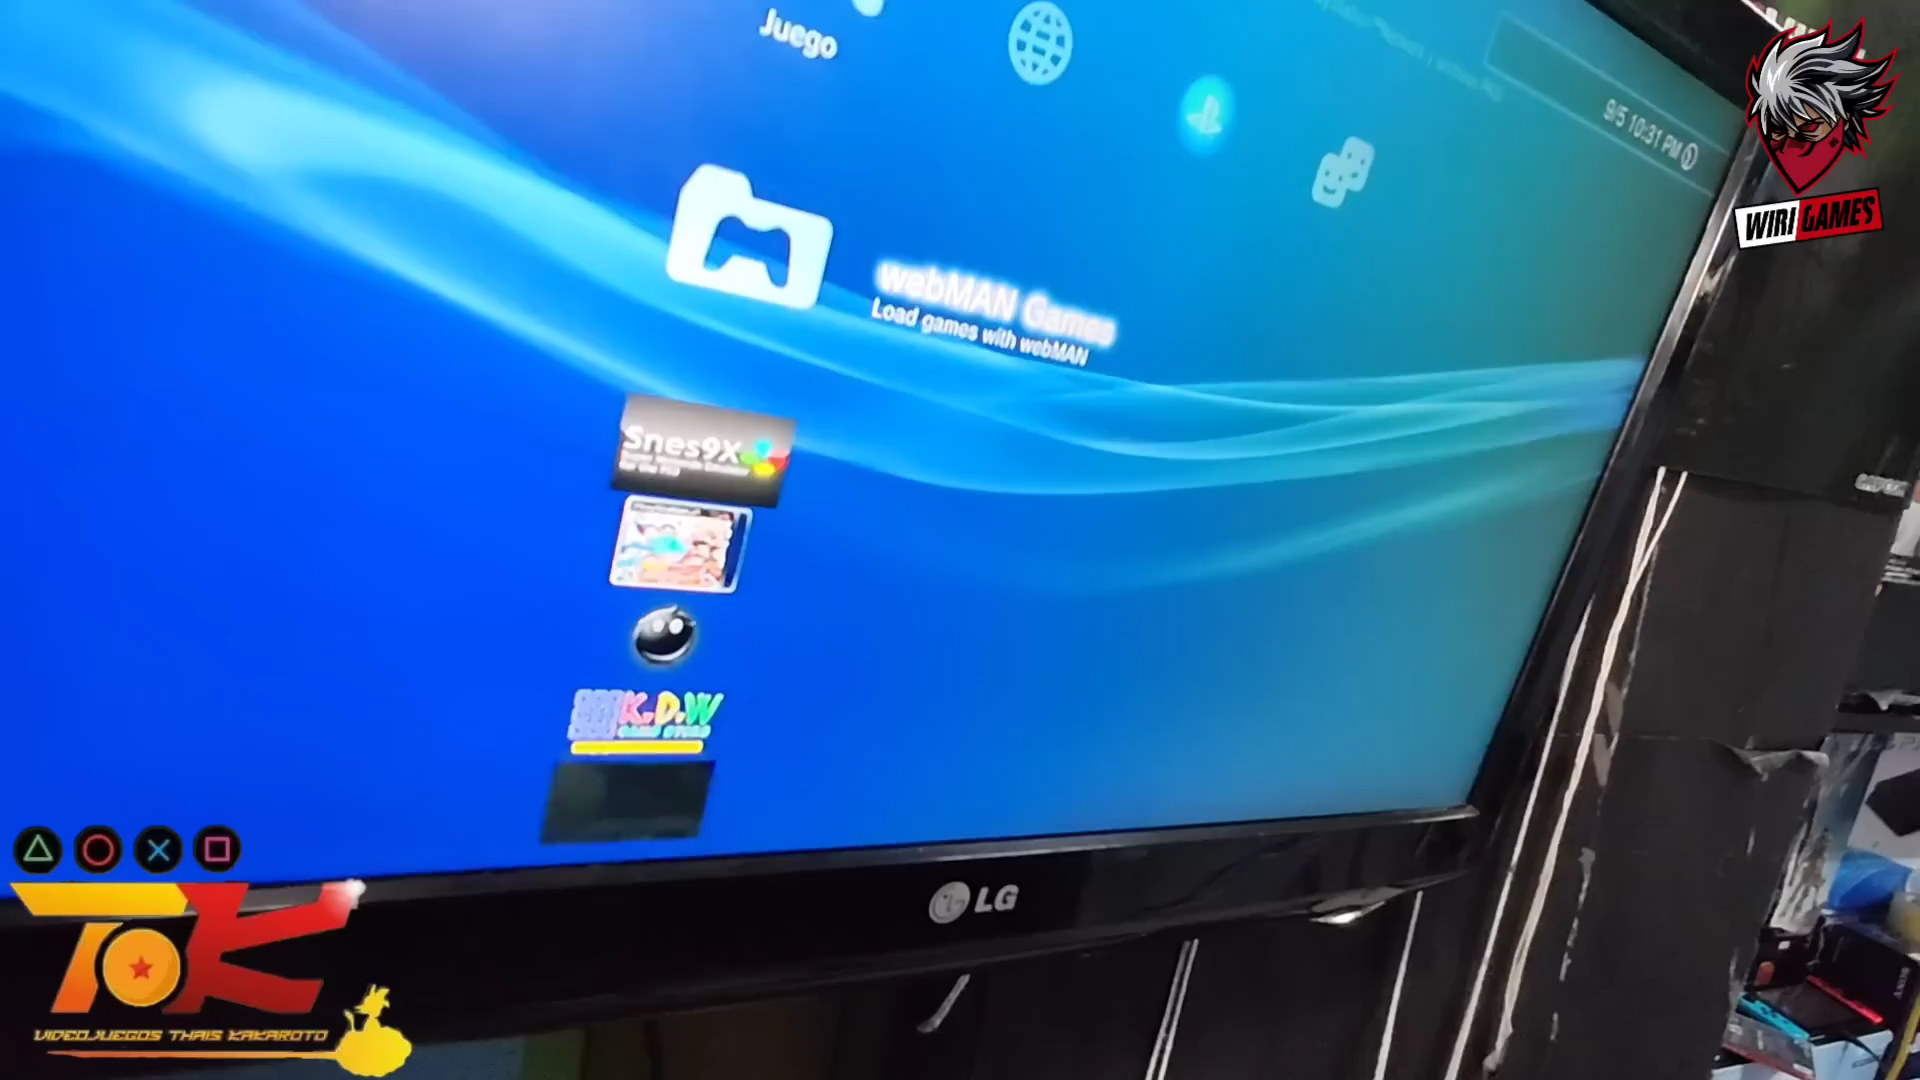 Juego
9/5 10:31 PM
WIRI GAMES
webMAN Games
Load games with webMAN
Snes9X
K.D.W
LG
TK
VIDEOJUEGOS THAIS KAKAROTO